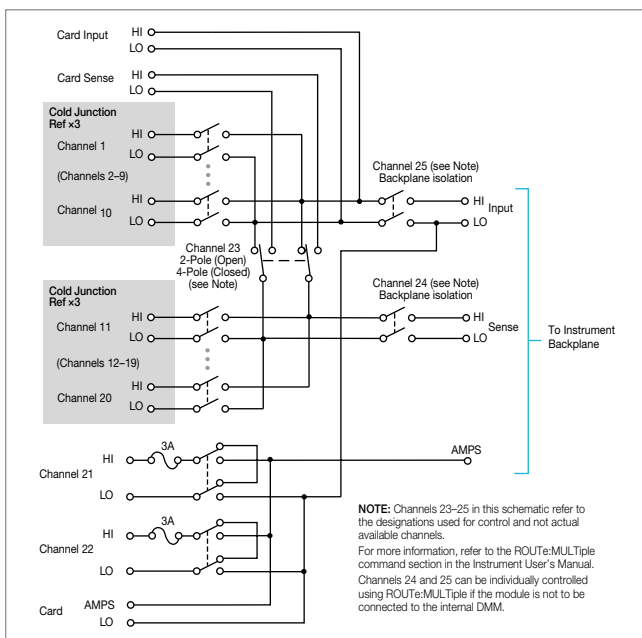 Card Input
HI
LO
Card Sense
HI
LO
Cold Junction
Ref ×3
HI
Channel 1
LO
(Channels 2–9)
HI
Channel 10
LO
Channel 25 (see Note)
Backplane isolation
HI
Input
LO
Channel 23
2-Pole (Open)
4-Pole (Closed)
(see Note)
Channel 24 (see Note)
Backplane isolation
HI
Sense
LO
To Instrument
Backplane
Cold Junction
Ref ×3
HI
Channel 11
LO
(Channels 12–19)
HI
Channel 20
LO
AMPS
3A
HI
Channel 21
LO
3A
HI
Channel 22
LO
AMPS
Card
LO
NOTE: Channels 23–25 in this schematic refer to
the designations used for control and not actual
available channels.
For more information, refer to the ROUTe:MULTiple
command section in the Instrument User's Manual.
Channels 24 and 25 can be individually controlled
using ROUTe:MULTiple if the module is not to be
connected to the internal DMM.